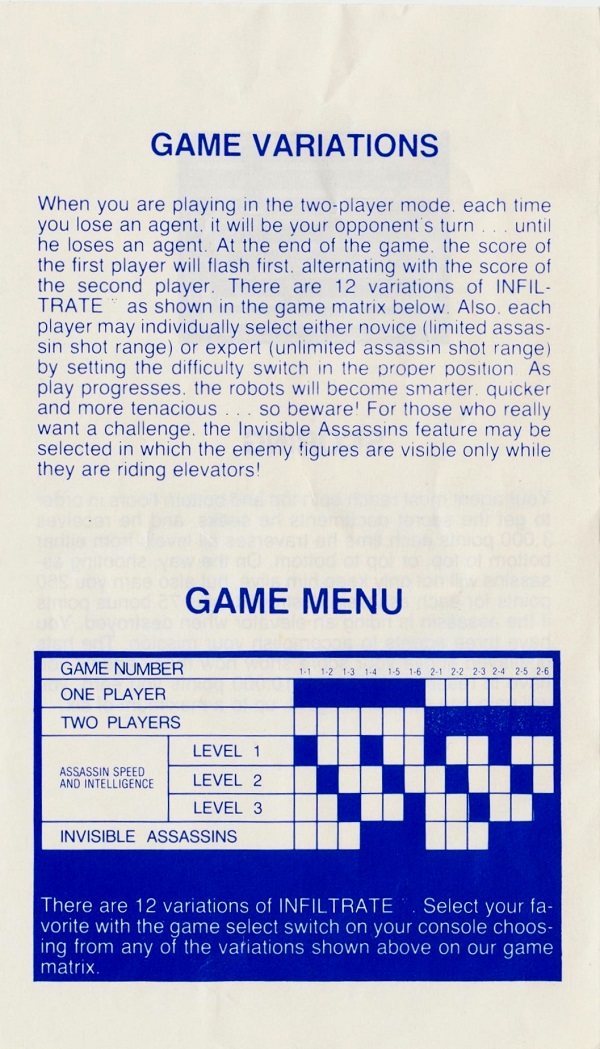 GAME VARIATIONS
When you are playing in the two-player mode, each time
you lose an agent, it will be your opponent's turn . . . until
he loses an agent. At the end of the game, the score of
the first player will flash first, alternating with the score of
the second player. There are 12 variations of INFIL-
TRATE ™ as shown in the game matrix below. Also, each
player may individually select either novice (limited assas-
sin shot range) or expert (unlimited assassin shot range)
by setting the difficulty switch in the proper position. As
play progresses, the robots will become smarter, quicker
and more tenacious . . . so beware! For those who really
want a challenge, the Invisible Assassins feature may be
selected in which the enemy figures are visible only while
they are riding elevators!
GAME MENU
GAME NUMBER 1-1 1-2 1-3 1-4 1-5 1-6 2-1 2-2 2-3 2-4 2-5 2-6
ONE PLAYER
TWO PLAYERS
ASSASSIN SPEED
AND INTELLIGENCE
LEVEL 1
LEVEL 2
LEVEL 3
INVISIBLE ASSASSINS
There are 12 variations of INFILTRATE ™. Select your fa-
vorite with the game select switch on your console choos-
ing from any of the variations shown above on our game
matrix.